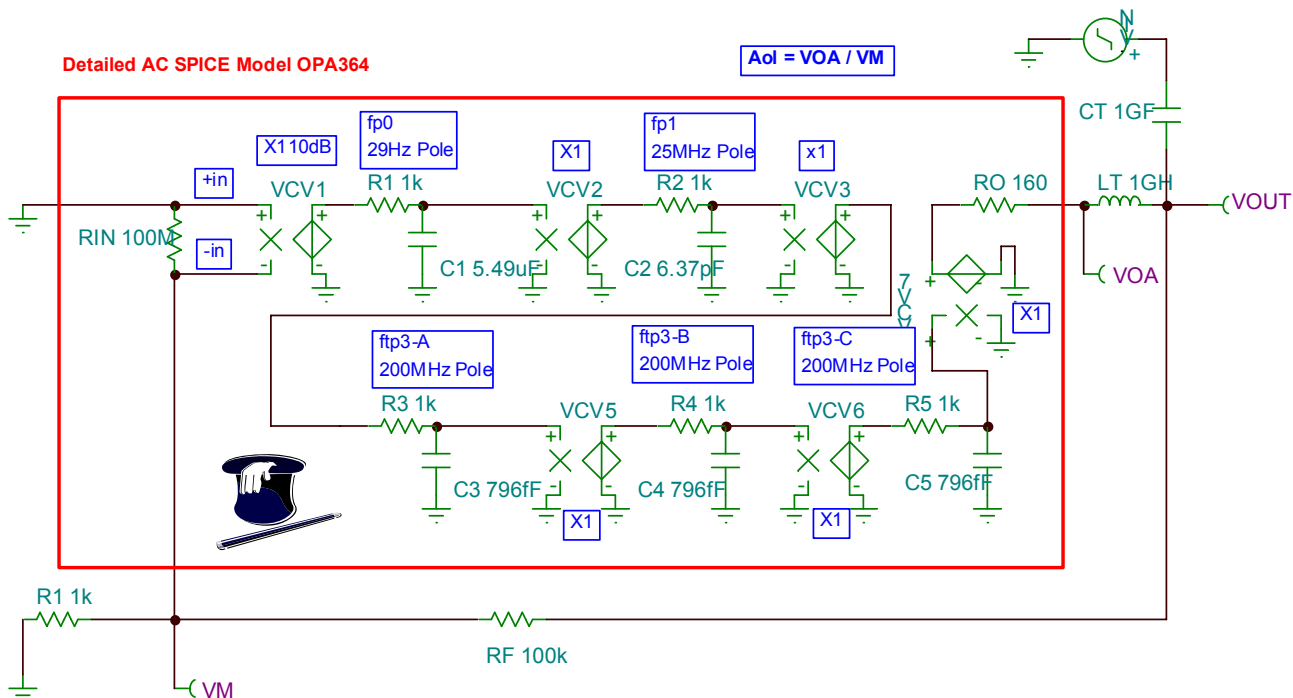 Detailed AC SPICE Model OPA364
Aol = VOA / VM
VN
+
CT 1GF
fp0
29Hz Pole
fp1
25MHz Pole
X110dB
X1
x1
+in
VCV1
R1 1k
VCV2
R2 1k
VCV3
RO 160
LT 1GH
VOUT
RIN 100M
-in
C1 5.49uF
C2 6.37pF
VOA
VCV7
X1
ftp3-A
200MHz Pole
ftp3-B
200MHz Pole
ftp3-C
200MHz Pole
R3 1k
VCV5
R4 1k
VCV6
R5 1k
C3 796fF
C4 796fF
C5 796fF
X1
X1
R1 1k
RF 100k
VM